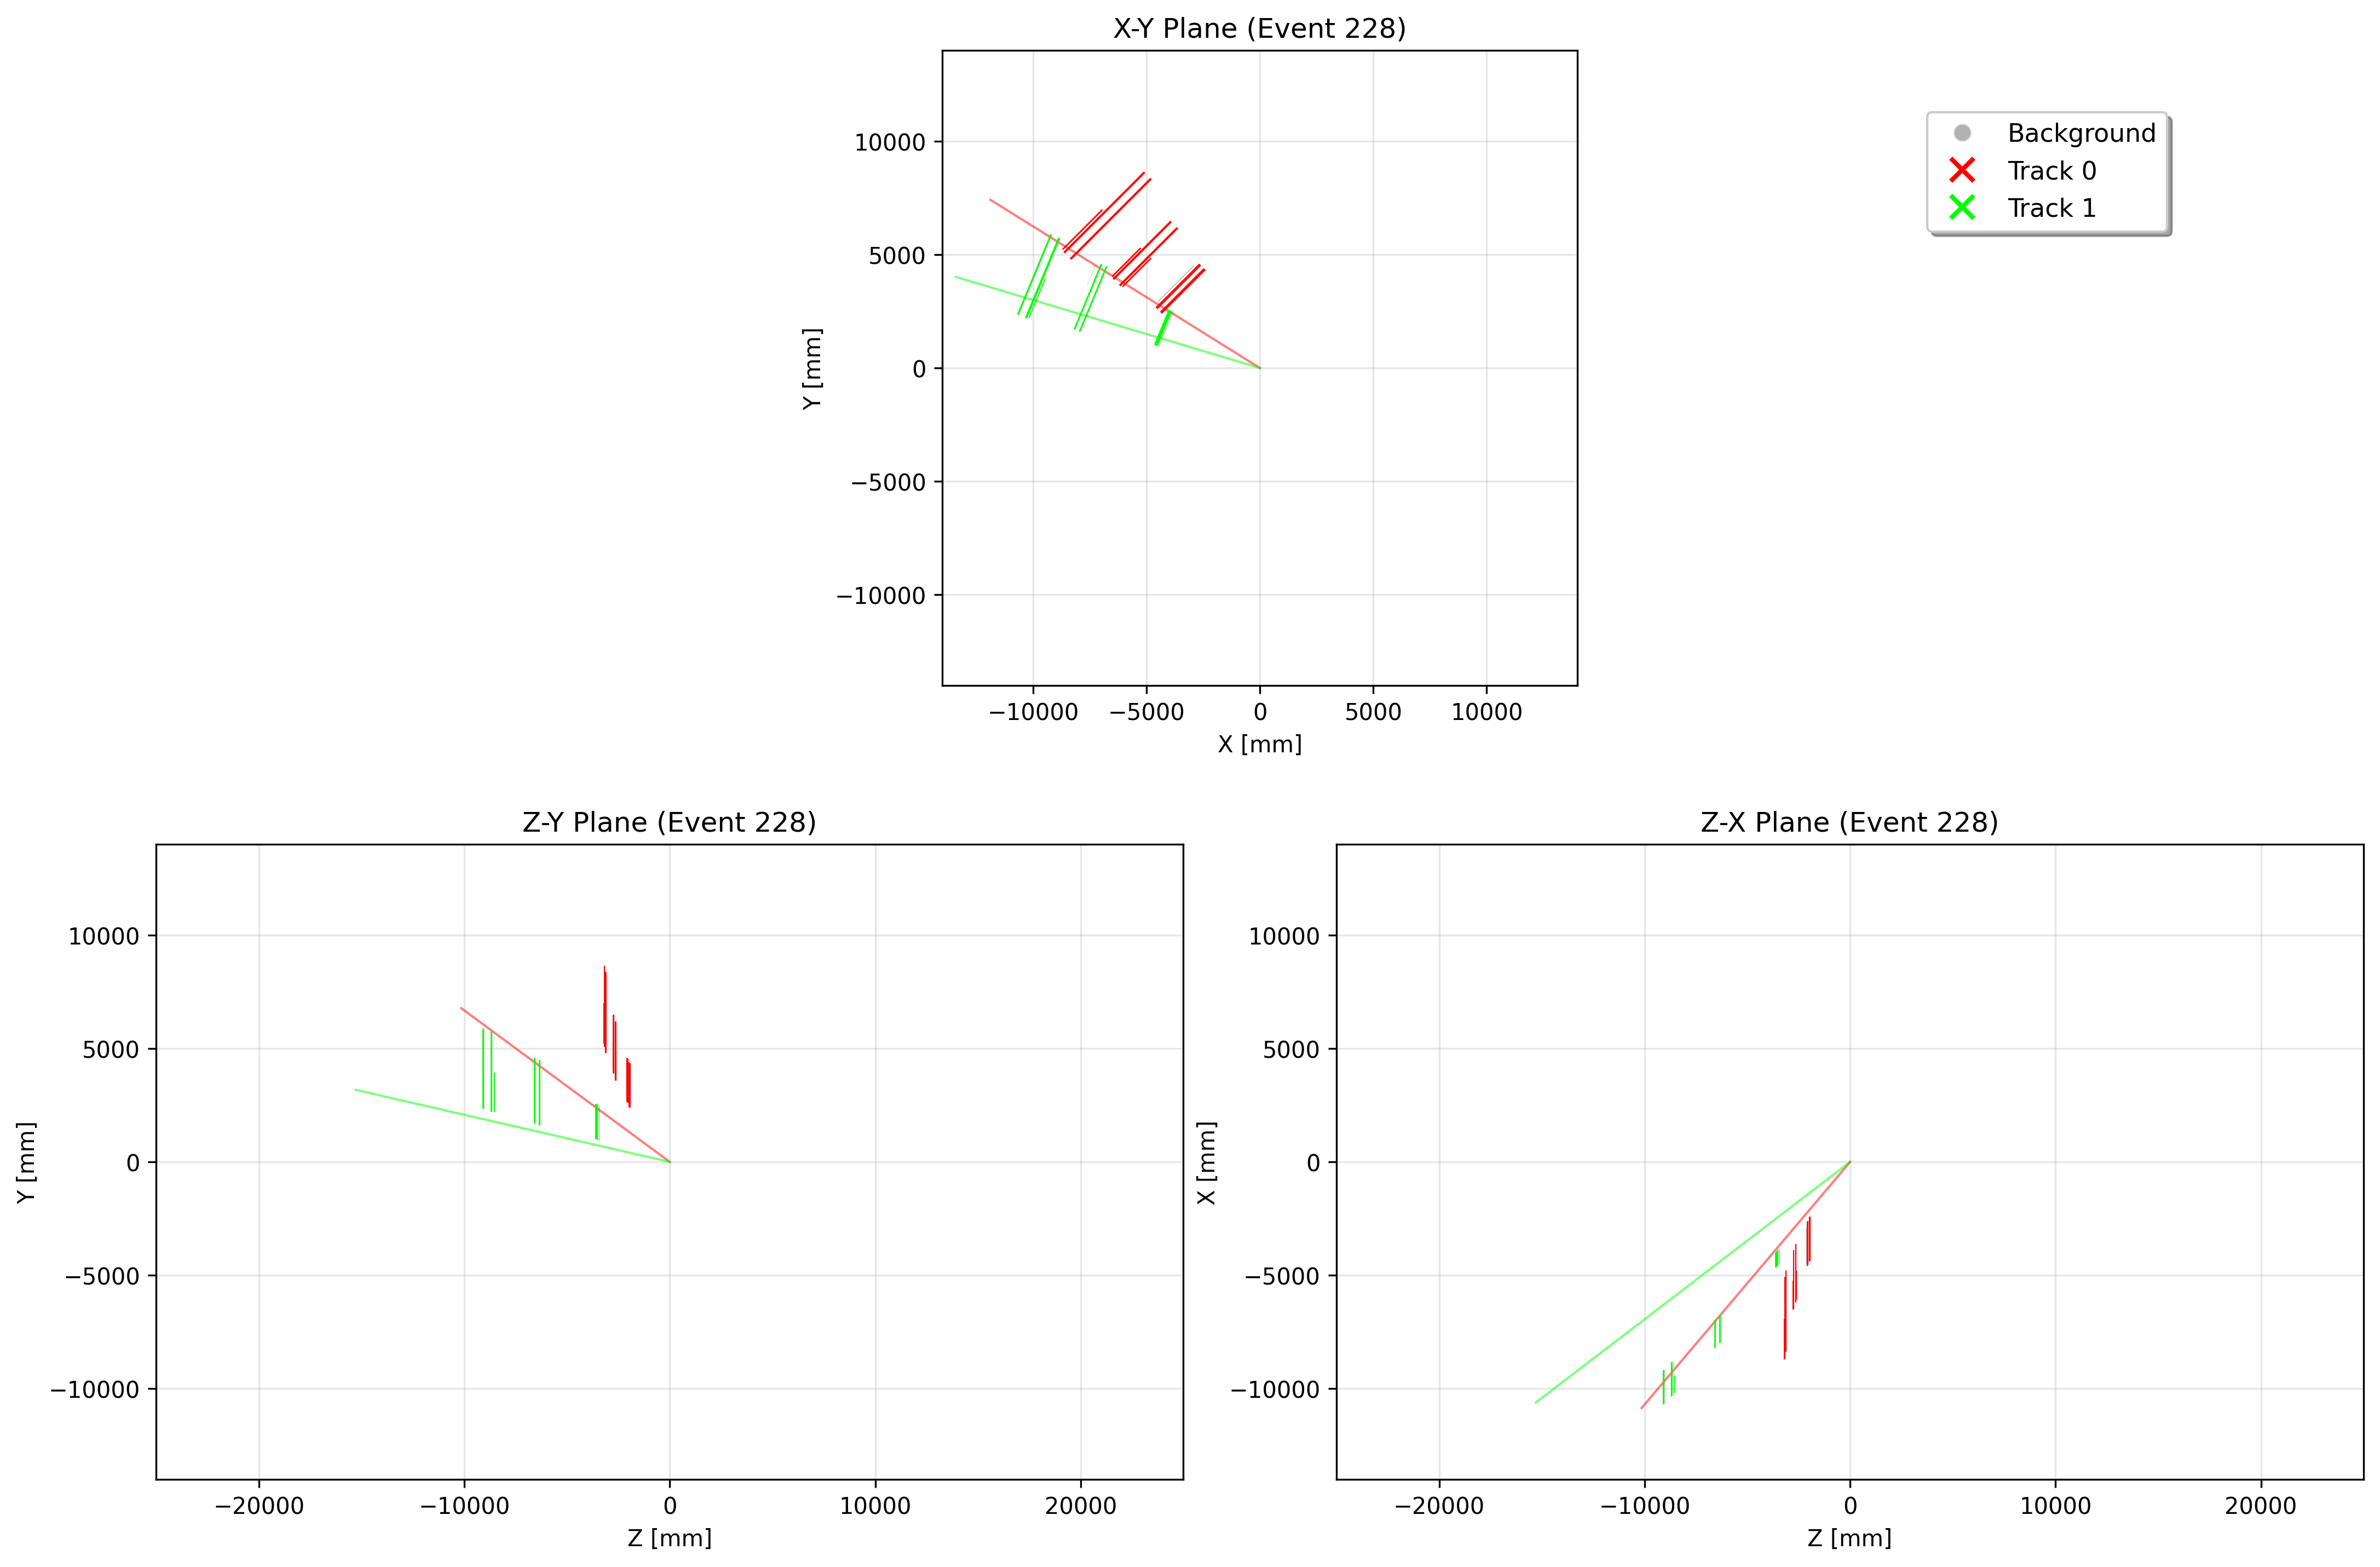 X-Y Plane (Event 228)
Background
Track 0
Track 1
10000
5000
0
−5000
−10000
Y [mm]
−10000 −5000 0 5000 10000
X [mm]
Z-Y Plane (Event 228)
10000
5000
0
−5000
−10000
Y [mm]
−20000 −10000 0 10000 20000
Z [mm]
Z-X Plane (Event 228)
10000
5000
0
−5000
−10000
X [mm]
−20000 −10000 0 10000 20000
Z [mm]